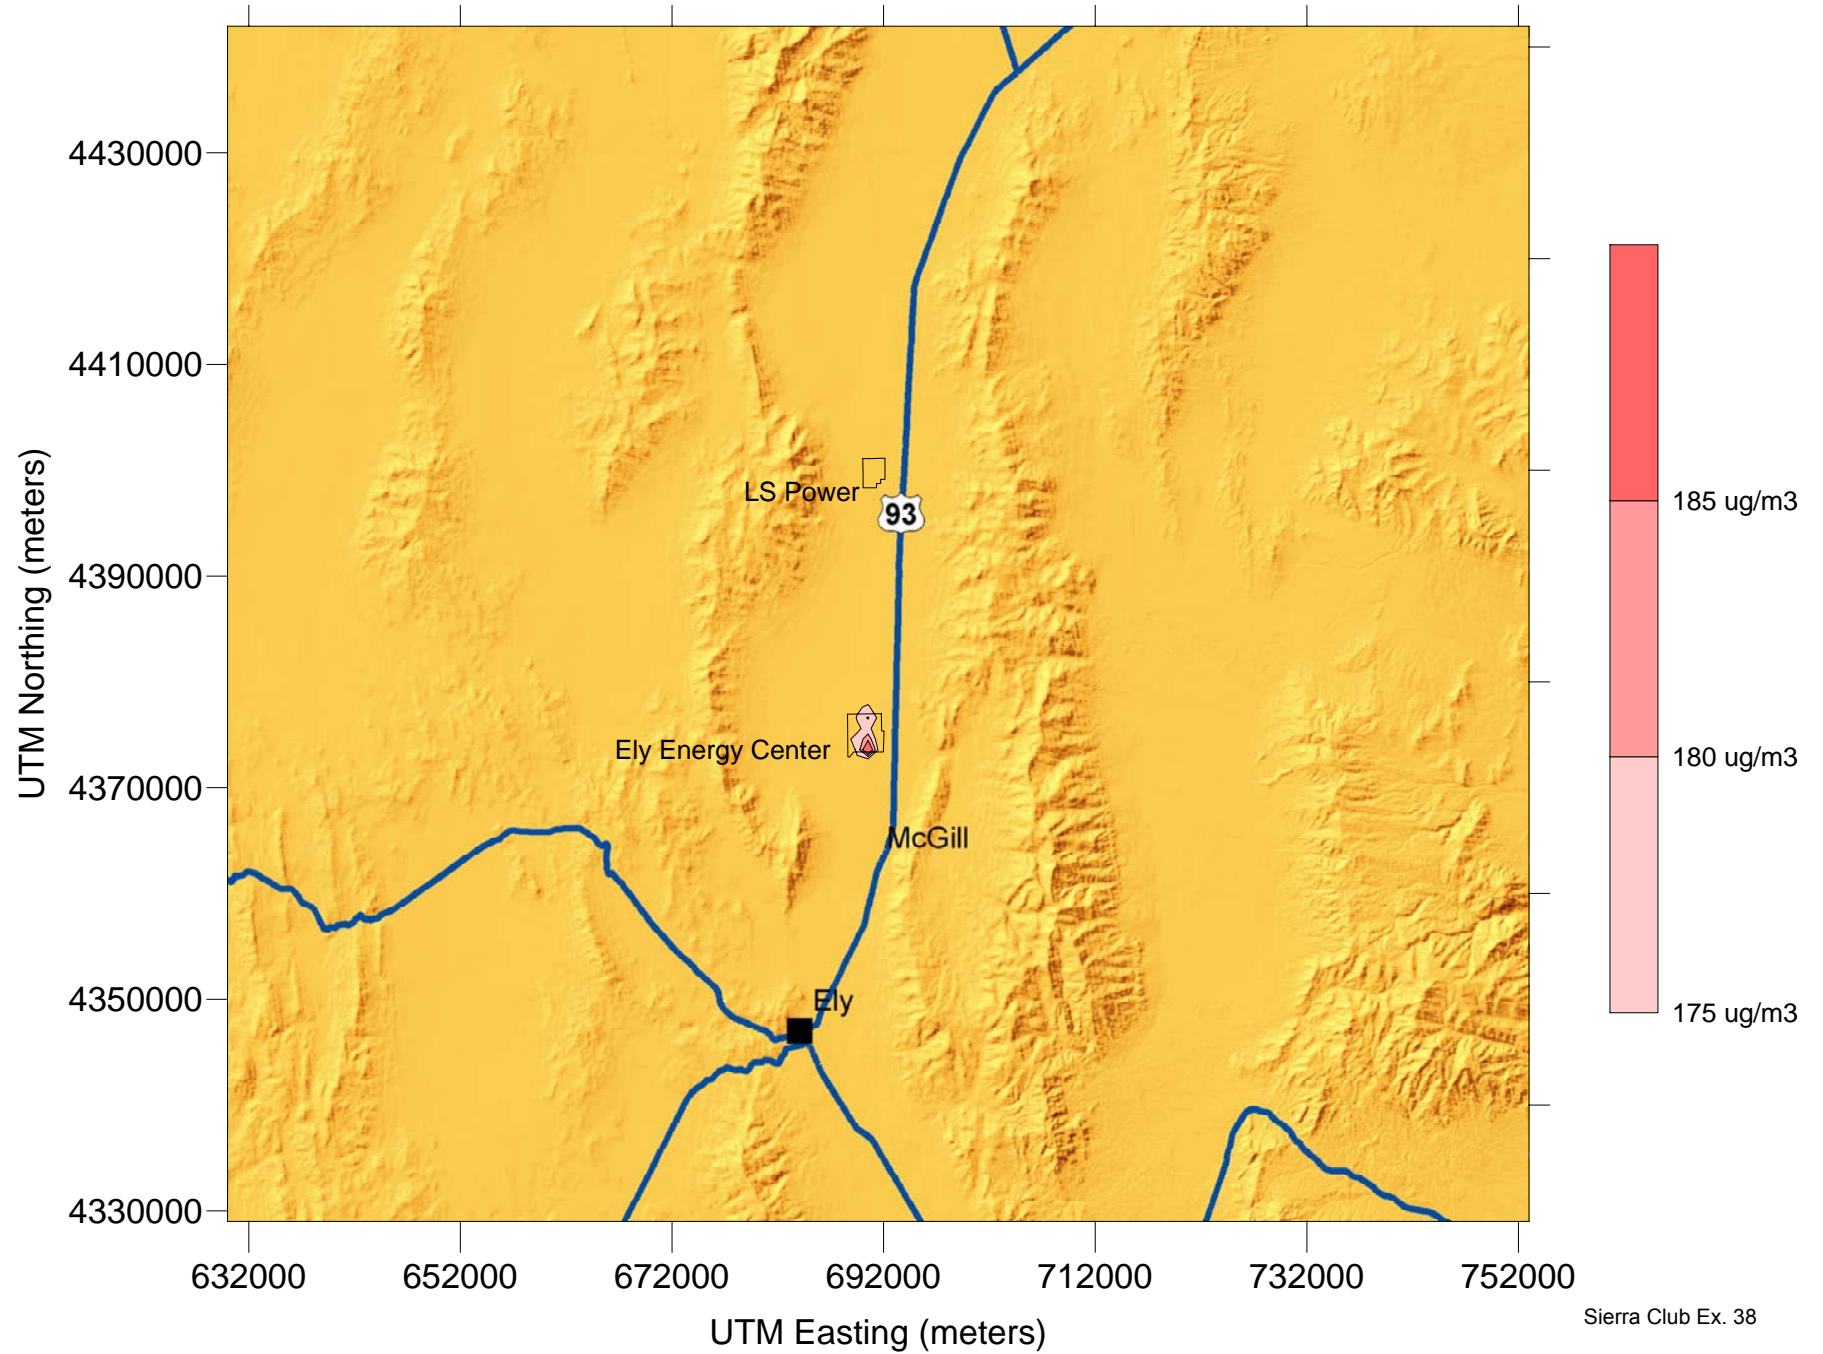 4430000
4410000
4390000
4370000
4350000
4330000
UTM Northing (meters)
LS Power
93
Ely Energy Center
McGill
Ely
185 ug/m3
180 ug/m3
175 ug/m3
632000 652000 672000 692000 712000 732000 752000
UTM Easting (meters)
Sierra Club Ex. 38